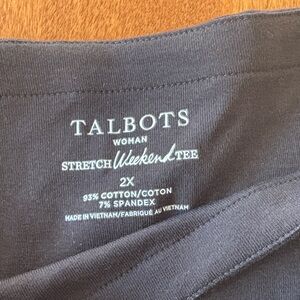 TALBOTS
WOMAN
STRETCH Weekend TEE
2X
93% COTTON/COTON
7% SPANDEX
MADE IN VIETNAM/FABRIQUÉ AU VIETNAM